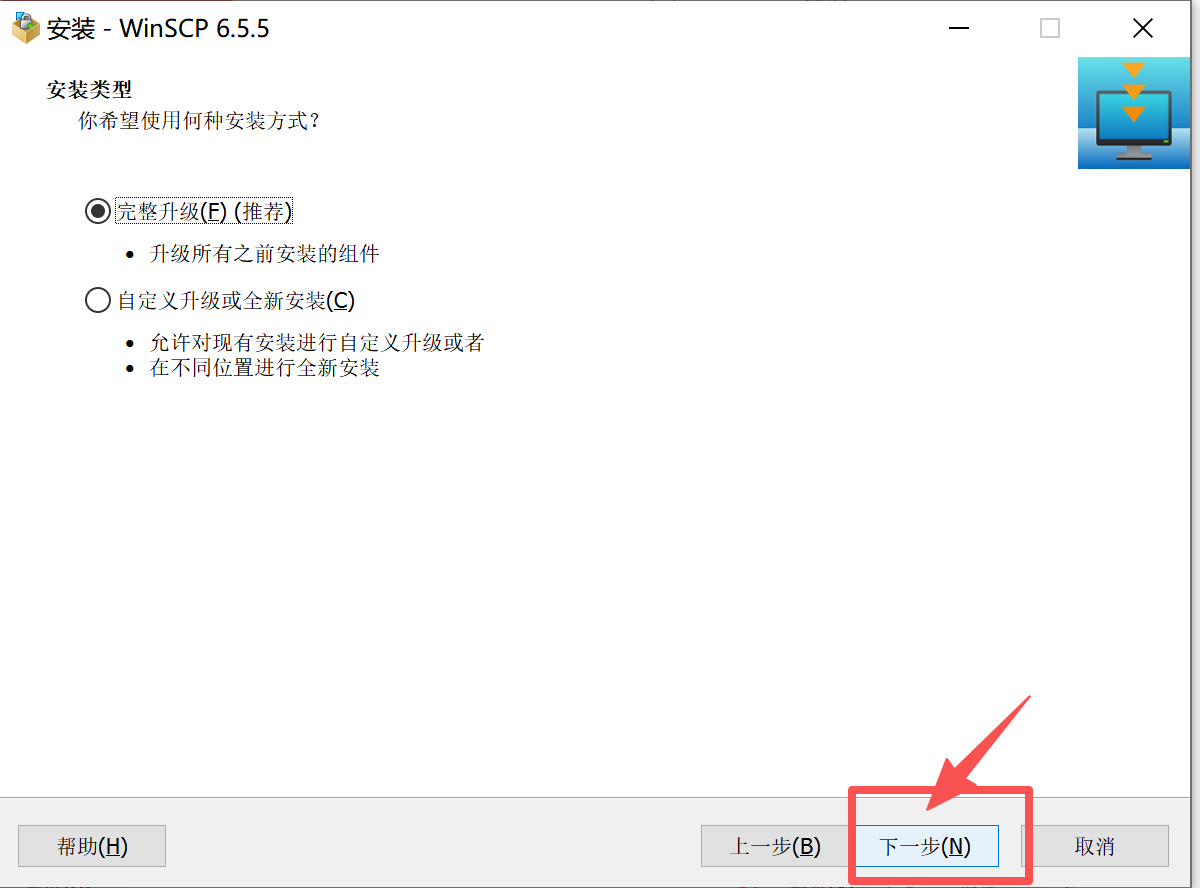 安装 - WinSCP 6.5.5
安装类型
你希望使用何种安装方式？
完整升级(F) (推荐)
• 升级所有之前安装的组件
自定义升级或全新安装(C)
• 允许对现有安装进行自定义升级或者
• 在不同位置进行全新安装
帮助(H) 上一步(B) 下一步(N) 取消